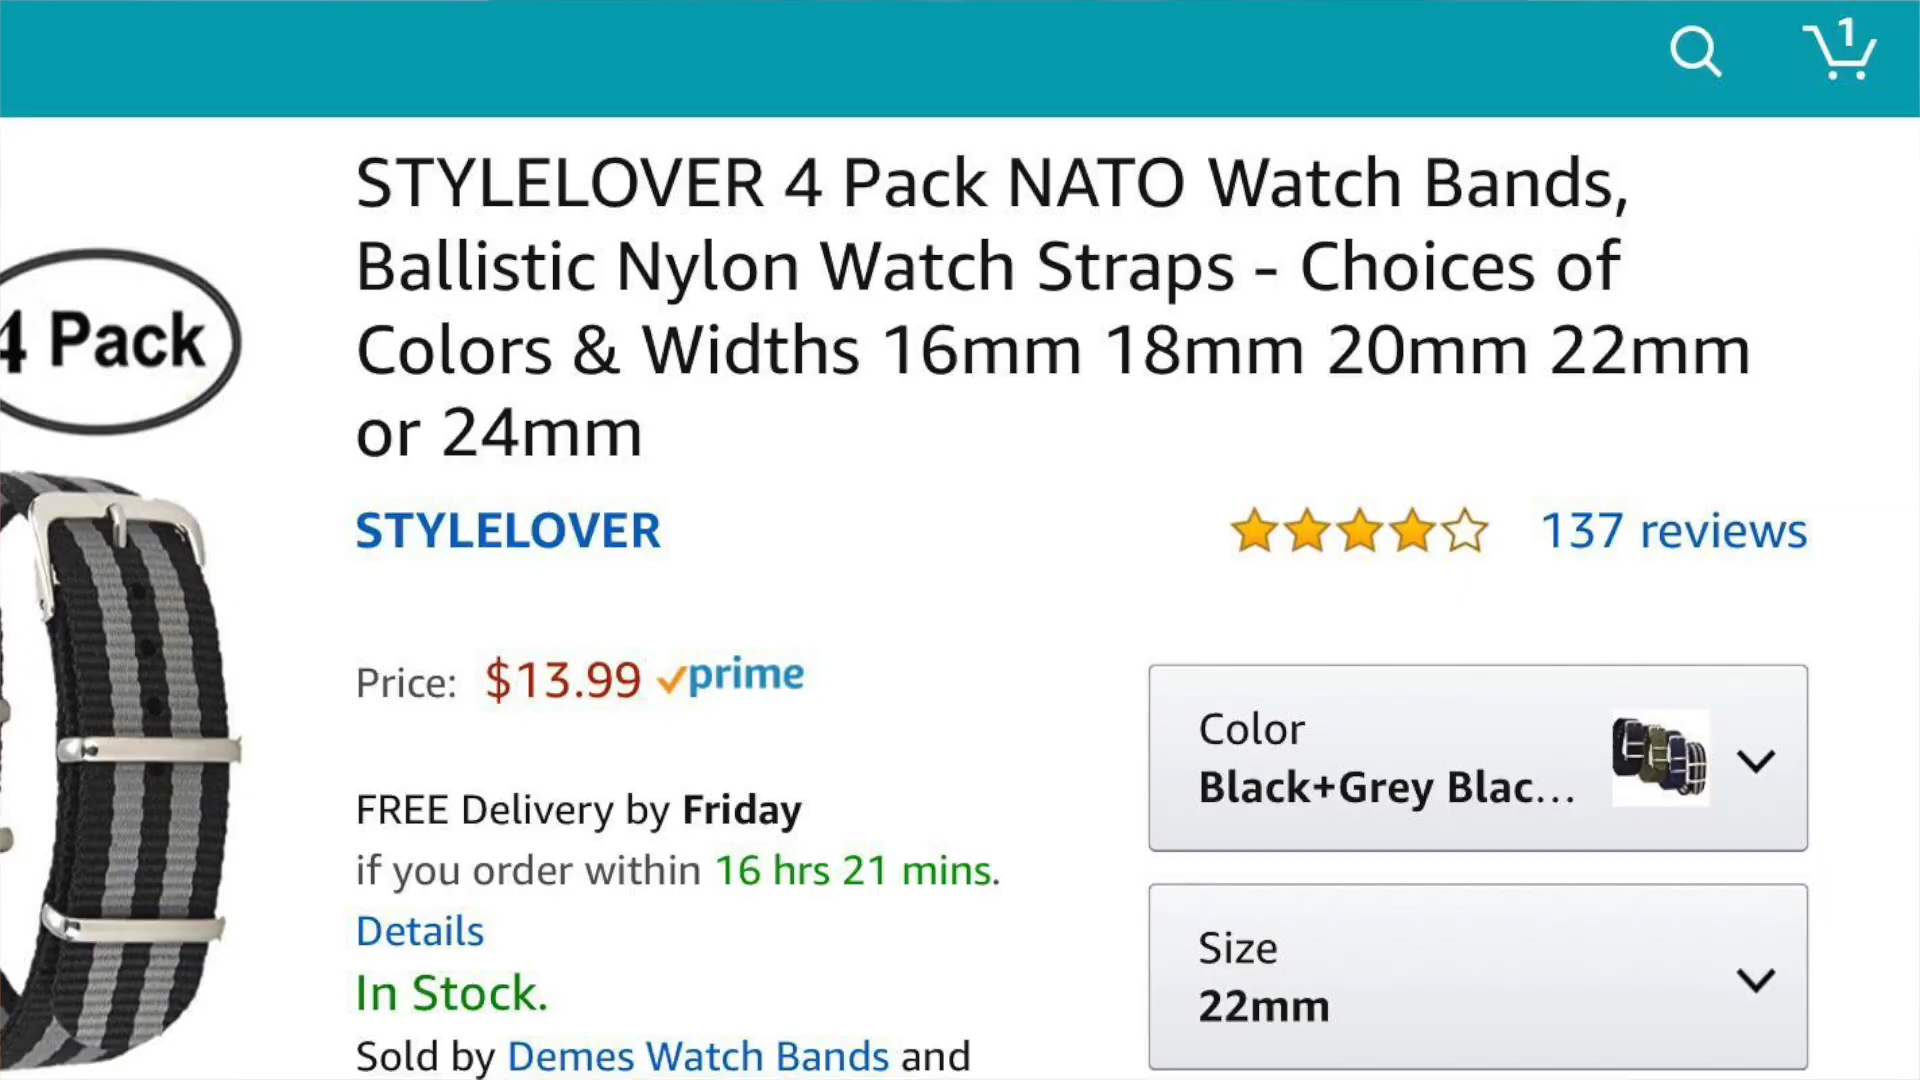 1
STYLELOVER 4 Pack NATO Watch Bands,
Ballistic Nylon Watch Straps - Choices of
Colors & Widths 16mm 18mm 20mm 22mm
or 24mm
4 Pack
STYLELOVER
137 reviews
Price: $13.99 prime
FREE Delivery by Friday
if you order within 16 hrs 21 mins.
Details
In Stock.
Sold by Demes Watch Bands and
Color
Black+Grey Blac...
Size
22mm